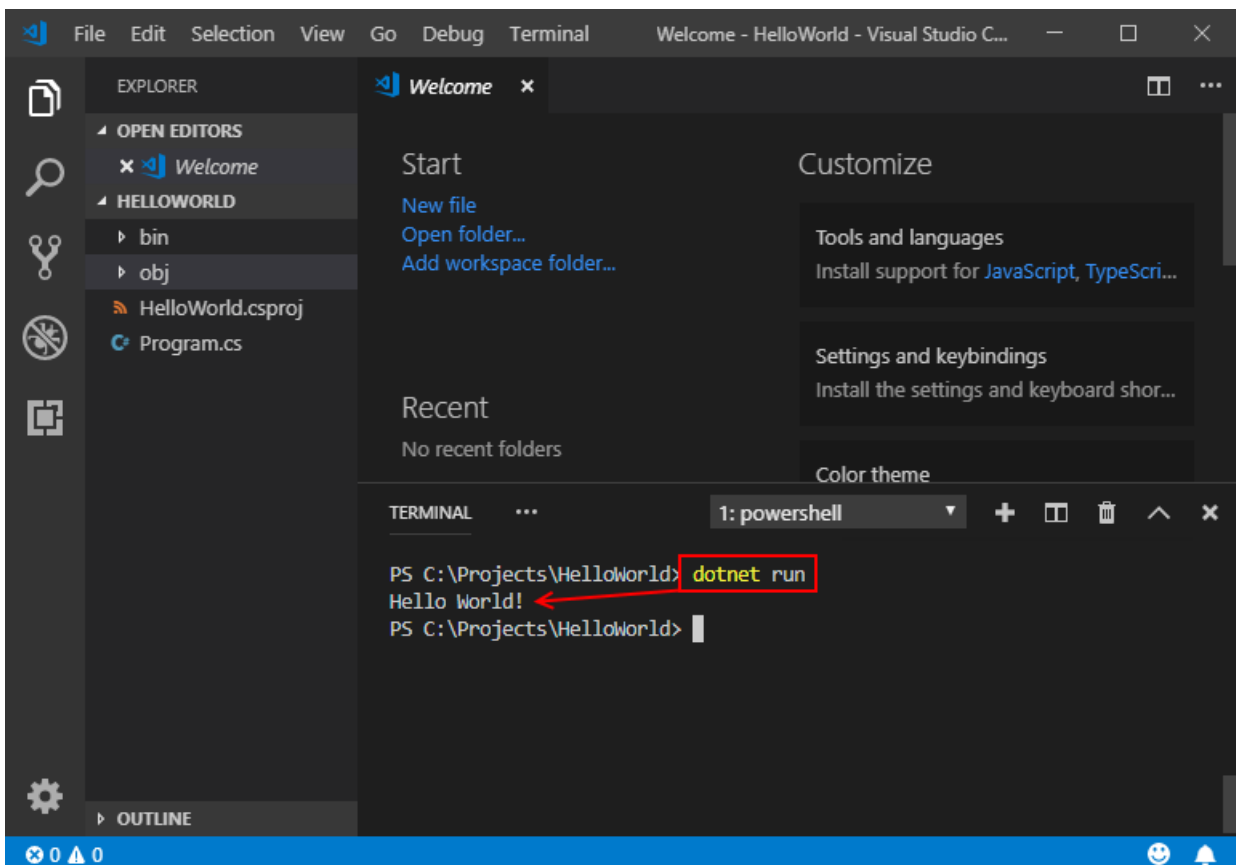 File Edit Selection View Go Debug Terminal Welcome - HelloWorld - Visual Studio C...
EXPLORER
OPEN EDITORS
Welcome
HELLOWORLD
bin
obj
HelloWorld.csproj
Program.cs
OUTLINE
Welcome
Start
New file
Open folder...
Add workspace folder...
Recent
No recent folders
Customize
Tools and languages
Install support for JavaScript, TypeScri...
Settings and keybindings
Install the settings and keyboard shor...
Color theme
TERMINAL ... 1: powershell
PS C:\Projects\HelloWorld> dotnet run
Hello World!
PS C:\Projects\HelloWorld>
0 0